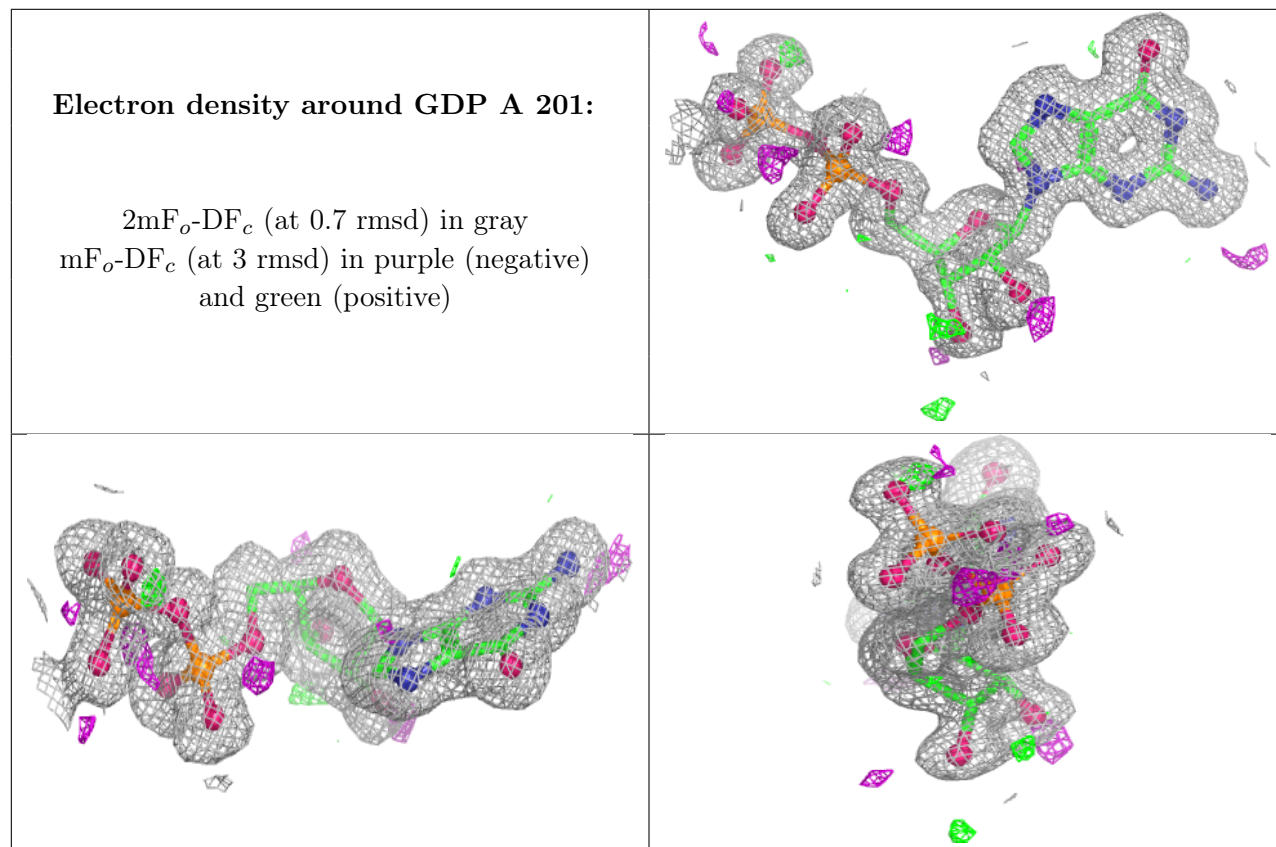 Electron density around GDP A 201:
2mFo-DFc (at 0.7 rmsd) in gray
mFo-DFc (at 3 rmsd) in purple (negative)
and green (positive)